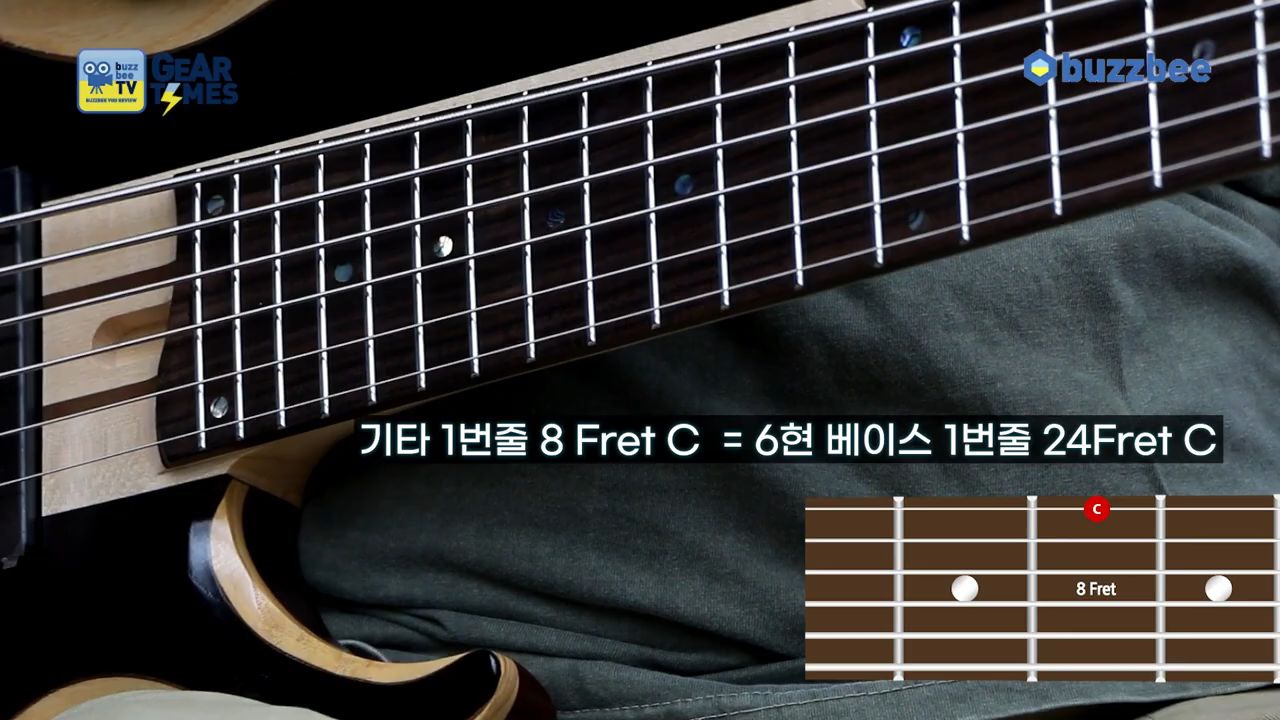 buzz
bee
TV
BUZZBEE YOU REVIEW
GEAR
TIMES
buzzbee
기타 1번줄 8 Fret C = 6현 베이스 1번줄 24Fret C
C
8 Fret